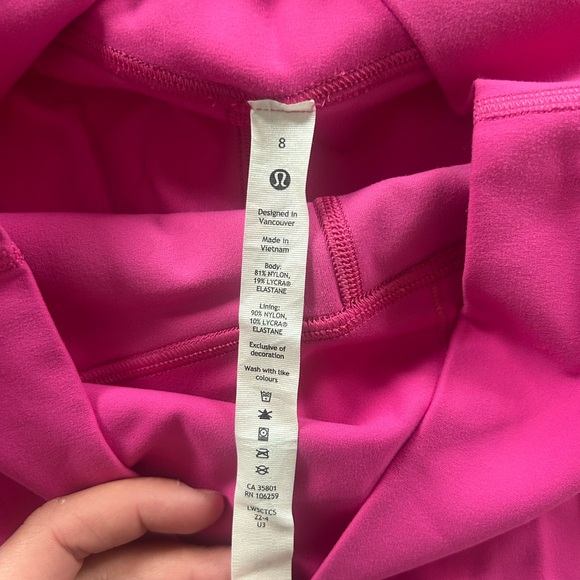 8
Designed in
Vancouver
Made in
Vietnam
Body:
81% NYLON,
19% LYCRA®
ELASTANE
Lining:
90% NYLON,
10% LYCRA®
ELASTANE
Exclusive of
decoration
Wash with like
colours
CA 35801
RN 106259
LW5CTCS
22-4
U3